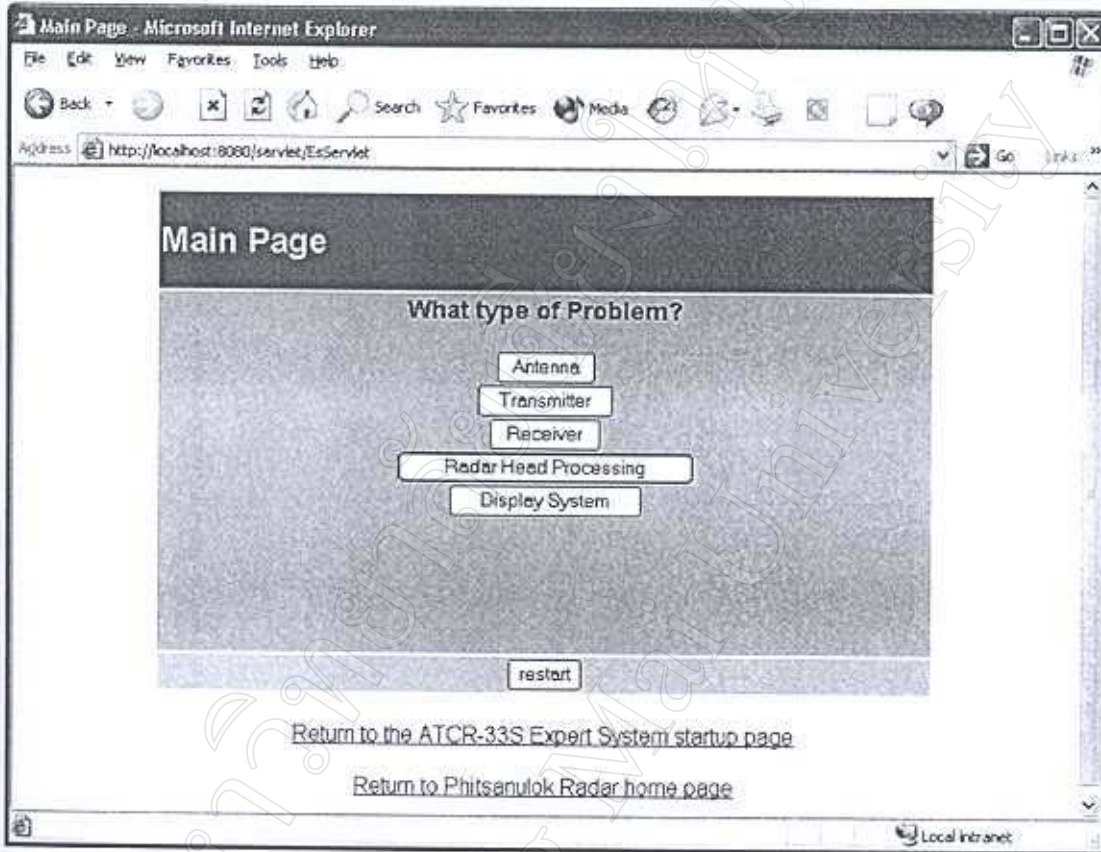 Main Page - Microsoft Internet Explorer
File Edit View Favorites Tools Help
Back Search Favorites Media
Address http://localhost:8080/servlet/EsServlet Go Links »
Main Page
What type of Problem?
Antenna
Transmitter
Receiver
Radar Head Processing
Display System
restart
Return to the ATCR-33S Expert System startup page
Return to Phitsanulok Radar home page
Local intranet